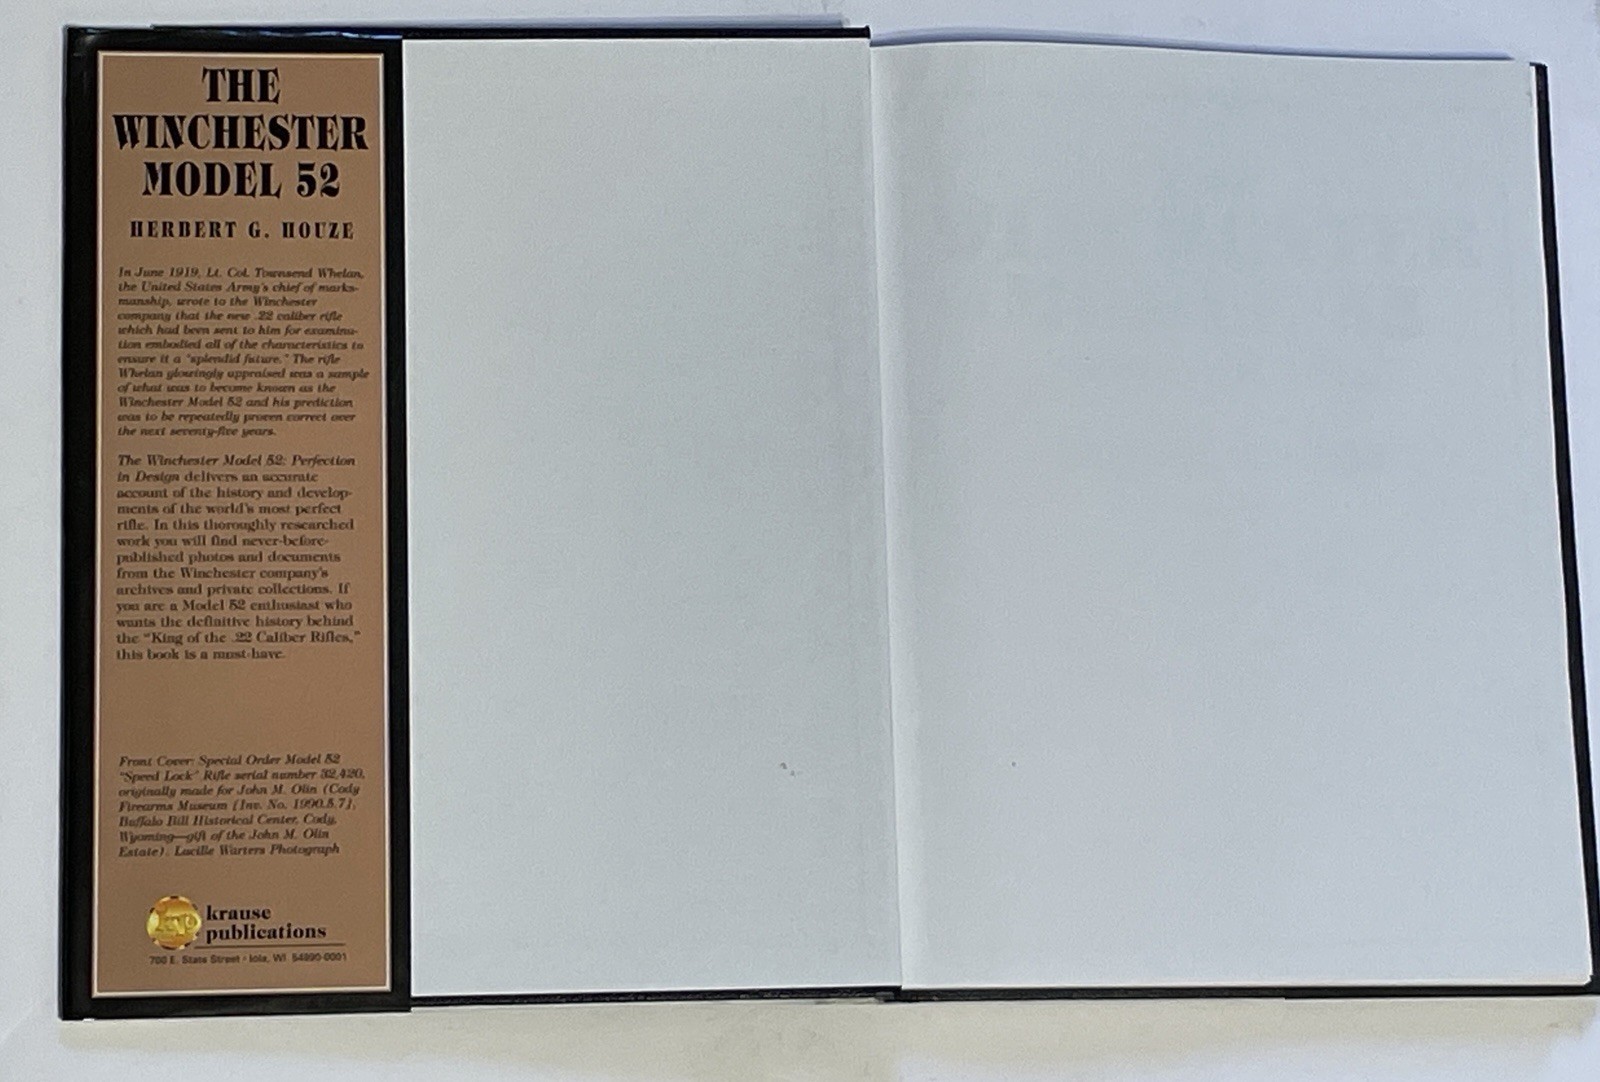 THE
WINCHESTER
MODEL 52
HERBERT G. HOUZE
In June 1919, Lt. Col. Townsend Whelan,
the United States Army's chief of marks-
manship, wrote to the Winchester
company that the new .22 caliber rifle
which had been sent to him for examina-
tion embodied all of the characteristics to
ensure it a "splendid future." The rifle
Whelan glowingly appraised was a sample
of what was to become known as the
Winchester Model 52 and his prediction
was to be repeatedly proven correct over
the next seventy-five years.
The Winchester Model 52: Perfection
in Design delivers an accurate
account of the history and develop-
ments of the world's most perfect
rifle. In this thoroughly researched
work you will find never-before-
published photos and documents
from the Winchester company's
archives and private collections. If
you are a Model 52 enthusiast who
wants the definitive history behind
the "King of the .22 Caliber Rifles,"
this book is a must-have.
Front Cover: Special Order Model 52
"Speed Lock" Rifle serial number 32,420,
originally made for John M. Olin (Cody
Firearms Museum [Inv. No. 1990.5.7],
Buffalo Bill Historical Center, Cody,
Wyoming—gift of the John M. Olin
Estate). Lucille Warters Photograph
kp krause
publications
700 E. State Street • Iola, WI 54990-0001